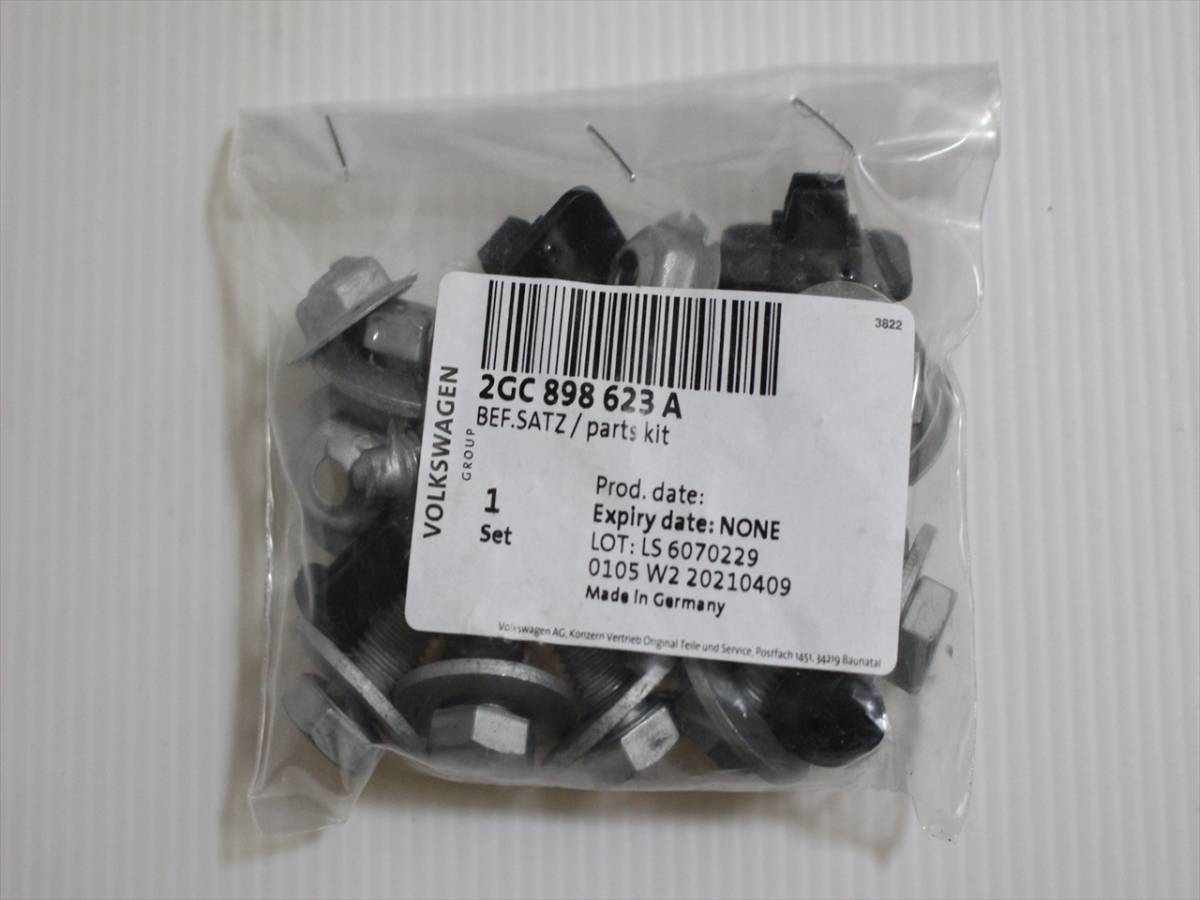 3822
2GC 898 623 A
BEF.SATZ / parts kit
VOLKSWAGEN
GROUP
1
Set
Prod. date:
Expiry date: NONE
LOT: LS 6070229
0105 W2 20210409
Made in Germany
Volkswagen AG, Konzern Vertrieb Original Teile und Service, Postfach 1451, 34219 Baunatal